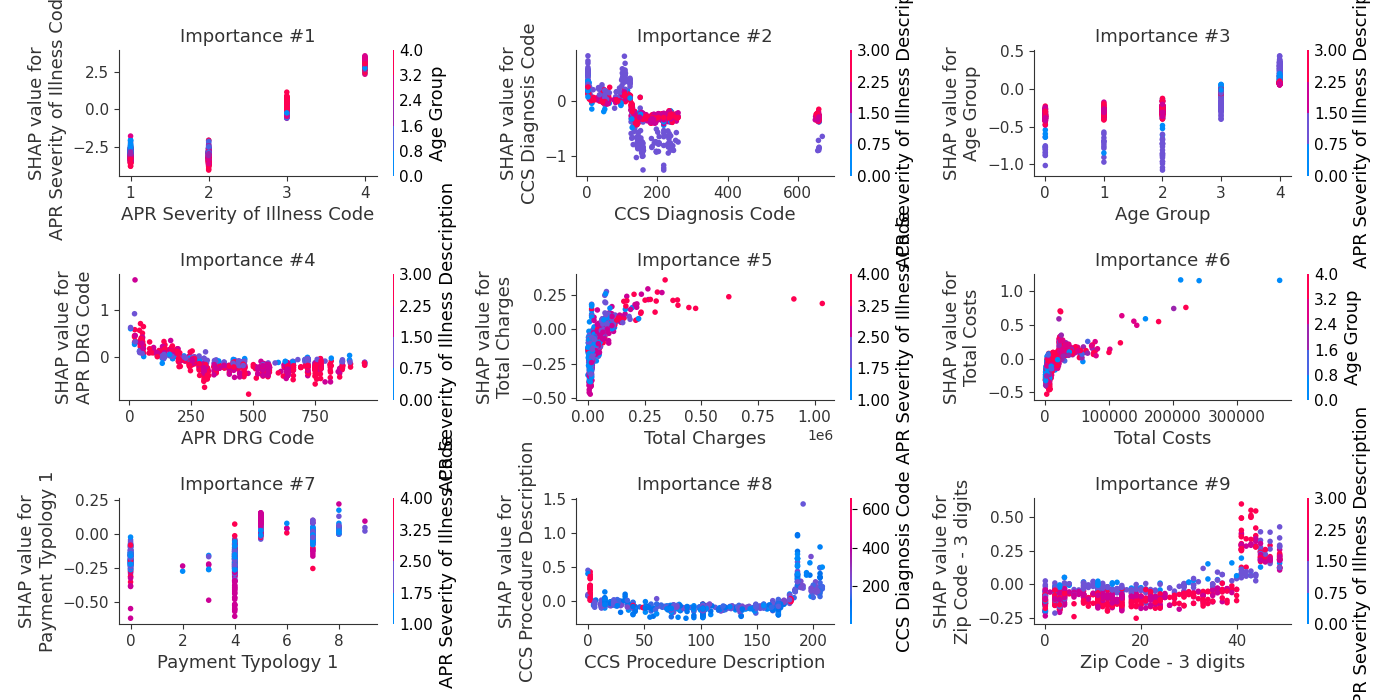 Importance #1
SHAP value for
APR Severity of Illness Cod
2.5
0.0
−2.5
1
2
3
4
APR Severity of Illness Code
4.0
3.2
2.4
1.6
0.8
0.0
Age Group
Importance #2
SHAP value for
CCS Diagnosis Code
0
−1
0
200
400
600
CCS Diagnosis Code
3.00
2.25
1.50
0.75
0.00
APR Severity of Illness Descrip
Importance #3
SHAP value for
Age Group
0.5
0.0
−0.5
−1.0
0
1
2
3
4
Age Group
3.00
2.25
1.50
0.75
0.00
APR Severity of Illness Descrip
Importance #4
SHAP value for
APR DRG Code
1
0
0
250
500
750
APR DRG Code
3.00
2.25
1.50
0.75
0.00
APR Severity of Illness Description
Importance #5
SHAP value for
Total Charges
0.25
0.00
−0.25
−0.50
0.00
0.25
0.50
0.75
1.00
1e6
Total Charges
4.00
3.25
2.50
1.75
1.00
APR Severity of Illness Code
Importance #6
SHAP value for
Total Costs
1.0
0.5
0.0
−0.5
0
100000
200000
300000
Total Costs
4.0
3.2
2.4
1.6
0.8
0.0
Age Group
Importance #7
SHAP value for
Payment Typology 1
0.25
0.00
−0.25
−0.50
0
2
4
6
8
Payment Typology 1
4.00
3.25
2.50
1.75
1.00
APR Severity of Illness Code
Importance #8
SHAP value for
CCS Procedure Description
1.5
1.0
0.5
0.0
0
50
100
150
200
CCS Procedure Description
600
400
200
CCS Diagnosis Code
Importance #9
SHAP value for
Zip Code - 3 digits
0.50
0.25
0.00
−0.25
0
20
40
Zip Code - 3 digits
3.00
2.25
1.50
0.75
0.00
APR Severity of Illness Description